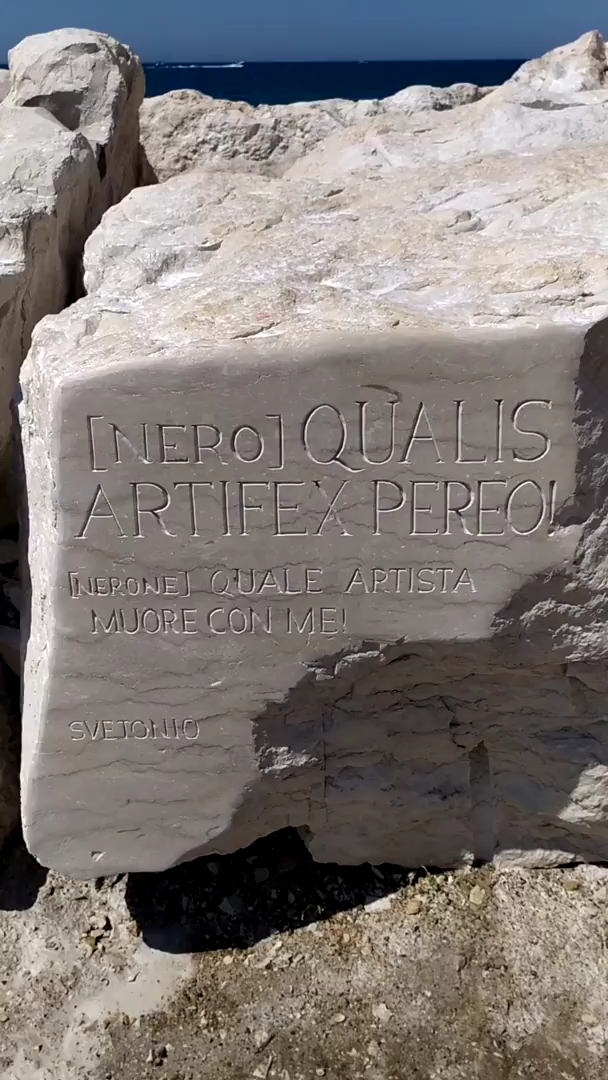 [NERO] QUALIS
ARTIFEX PEREO!
[NERONE] QUALE ARTISTA
MUORE CON ME!
SVETONIO